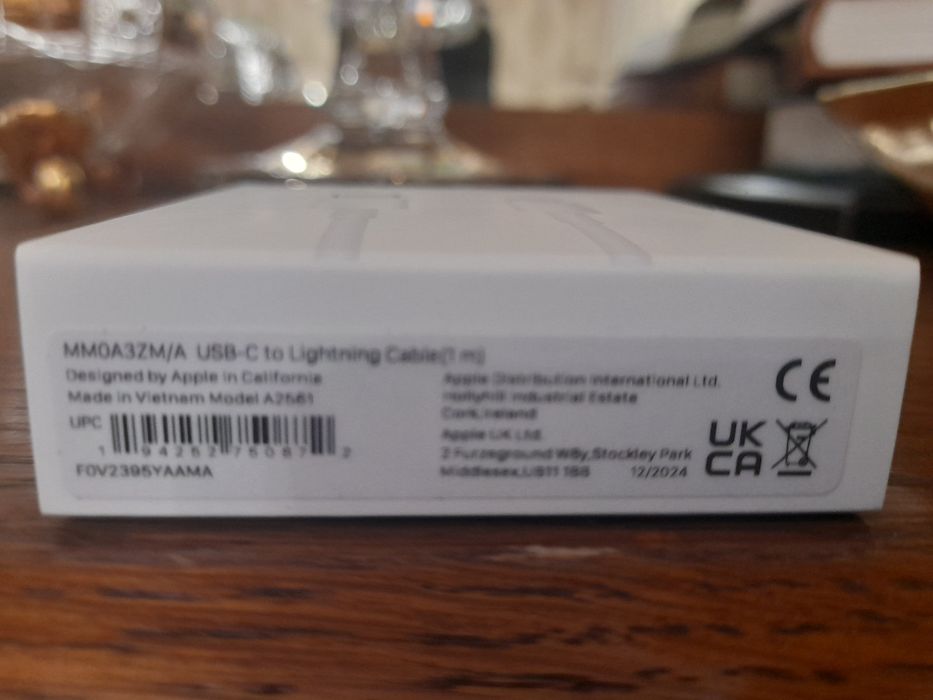 MM0A3ZM/A USB-C to Lightning Cable(1 m)
Designed by Apple in California
Made in Vietnam Model A2561
UPC
1 94252 75087 2
F0V2395YAAMA
Apple Distribution International Ltd.
Hollyhill Industrial Estate
Cork, Ireland
Apple UK Ltd.
2 Furzeground Way, Stockley Park
Middlesex, UB11 1BB
12/2024
CE
UK
CA